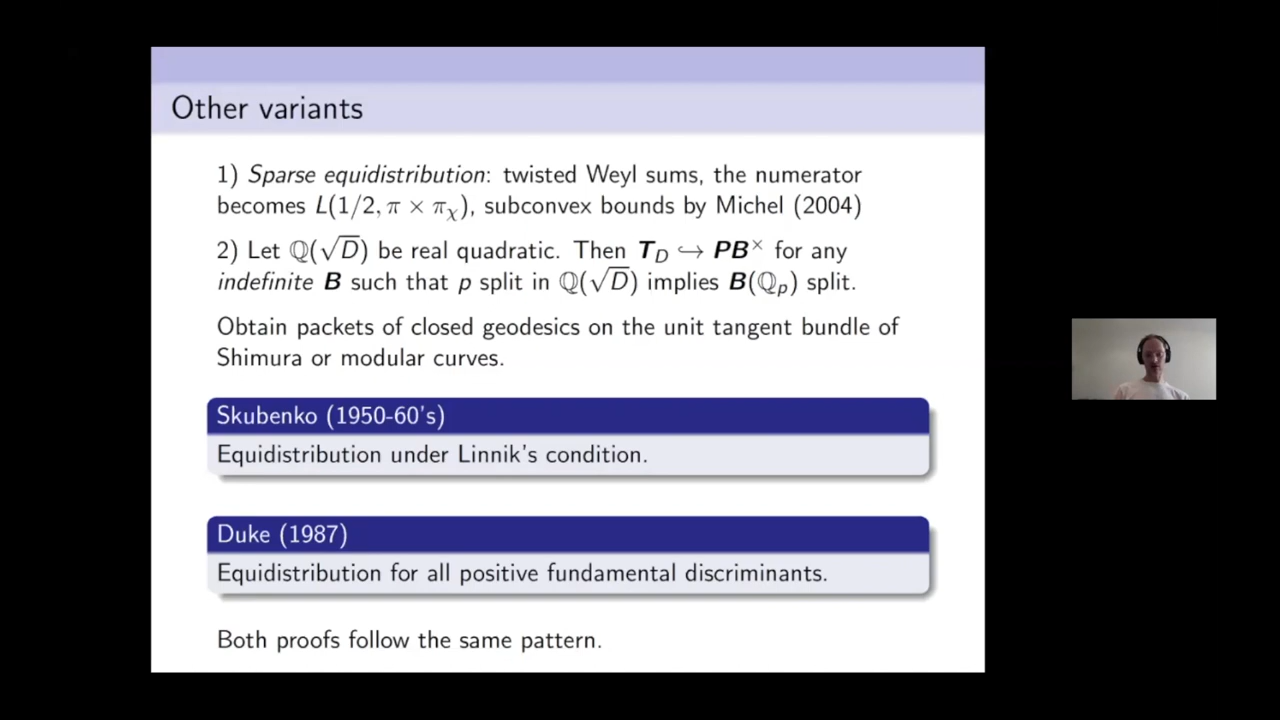 Other variants
1) Sparse equidistribution: twisted Weyl sums, the numerator
becomes L(1/2, π × π_χ), subconvex bounds by Michel (2004)
2) Let ℚ(√D) be real quadratic. Then T_D ↪ PB^× for any
indefinite B such that p split in ℚ(√D) implies B(ℚ_p) split.
Obtain packets of closed geodesics on the unit tangent bundle of
Shimura or modular curves.
Skubenko (1950-60's)
Equidistribution under Linnik's condition.
Duke (1987)
Equidistribution for all positive fundamental discriminants.
Both proofs follow the same pattern.